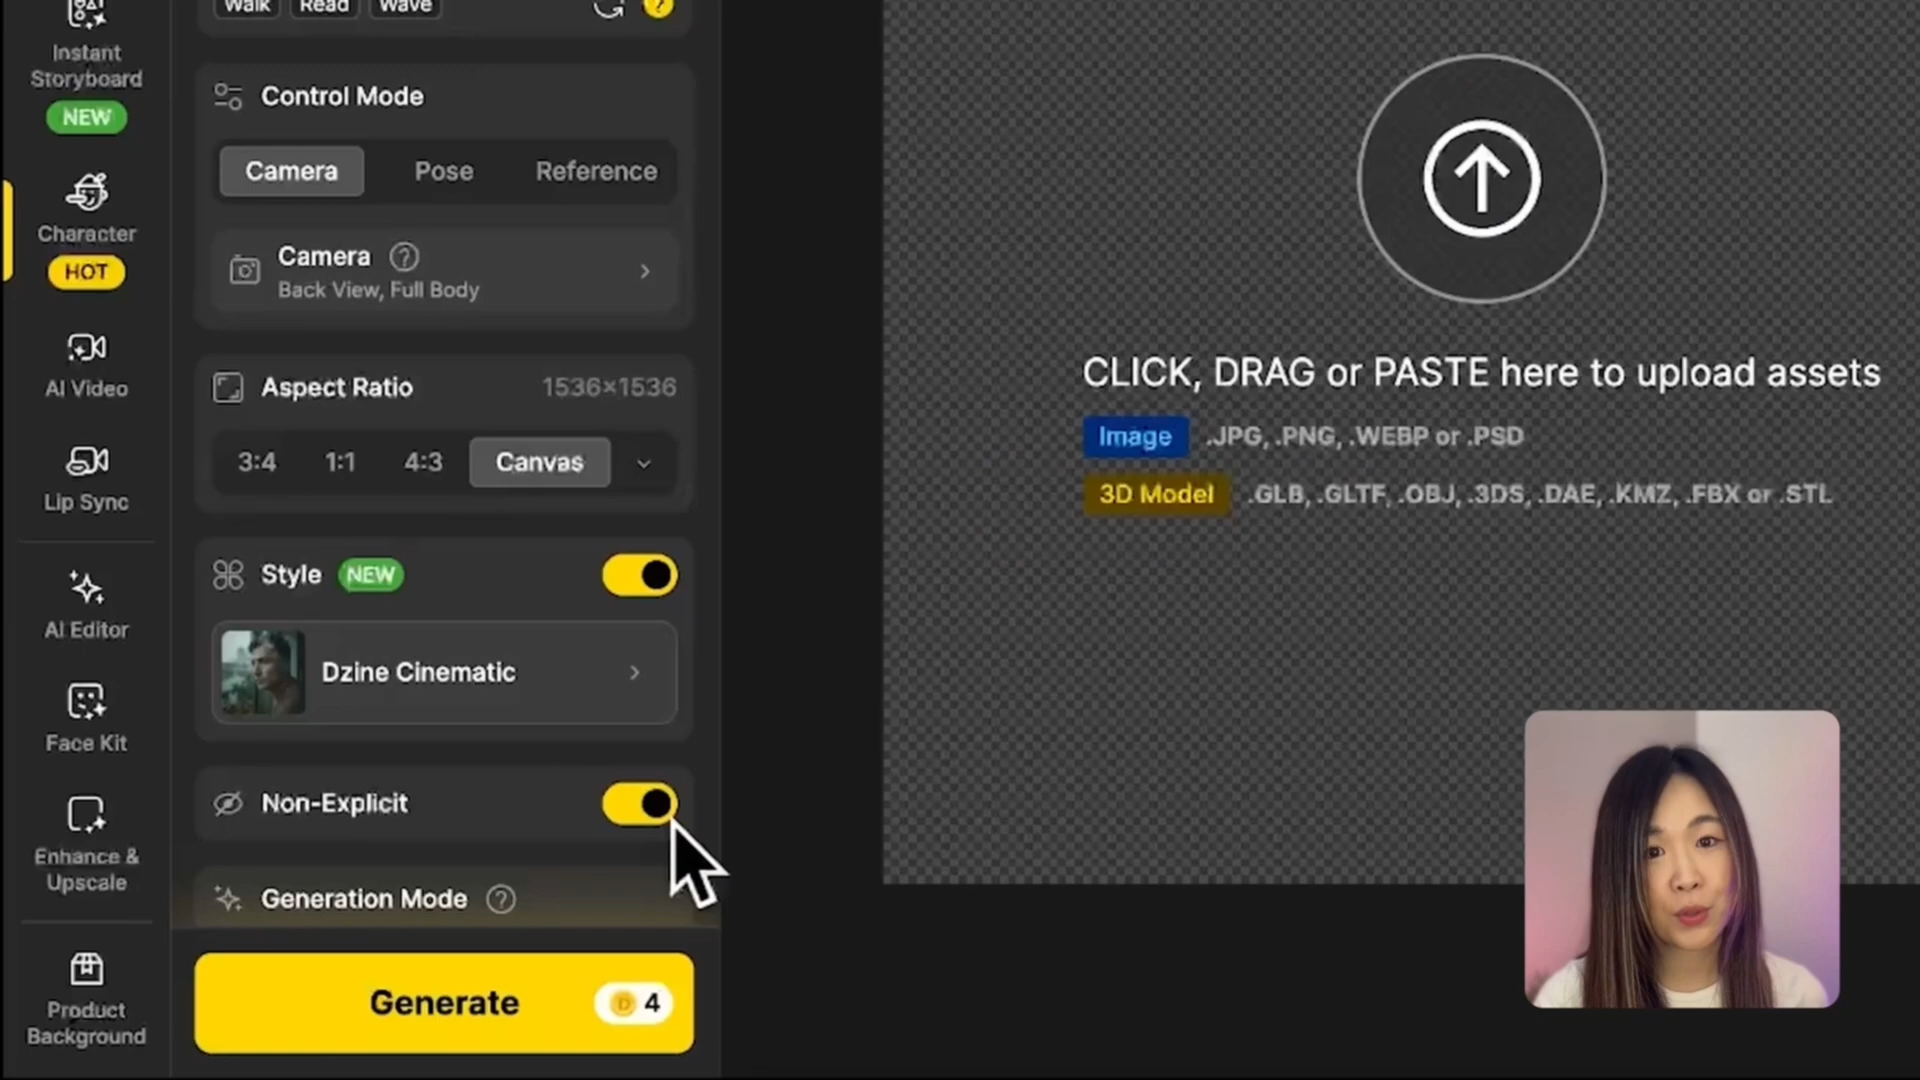 Walk Read Wave
?
Instant
Storyboard
NEW
Character
HOT
AI Video
Lip Sync
AI Editor
Face Kit
Enhance &
Upscale
Product
Background
Control Mode
Camera Pose Reference
Camera ?
Back View, Full Body
Aspect Ratio 1536×1536
3:4 1:1 4:3 Canvas
Style NEW
Dzine Cinematic
Non-Explicit
Generation Mode ?
Generate D 4
CLICK, DRAG or PASTE here to upload assets
Image .JPG, .PNG, .WEBP or .PSD
3D Model .GLB, .GLTF, .OBJ, .3DS, .DAE, .KMZ, .FBX or .STL